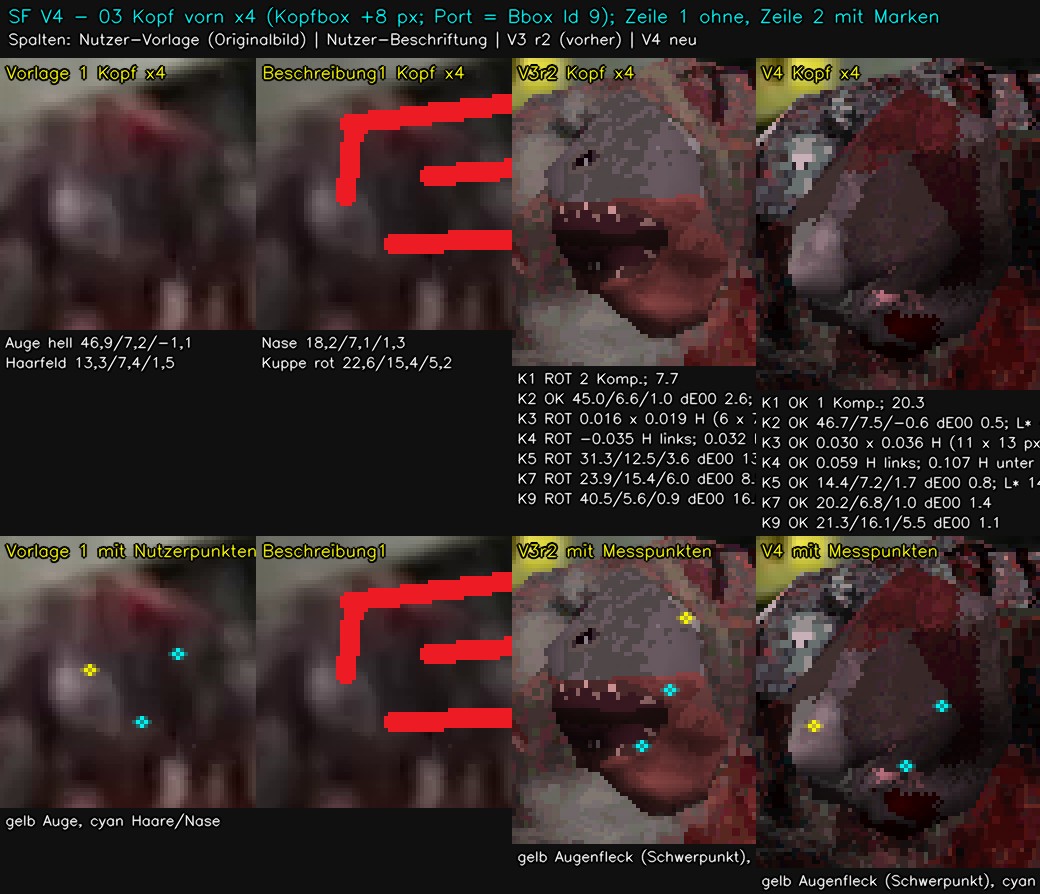 SF V4 – 03 Kopf vorn x4 (Kopfbox +8 px; Port = Bbox Id 9); Zeile 1 ohne, Zeile 2 mit Marken
Spalten: Nutzer–Vorlage (Originalbild) | Nutzer–Beschriftung | V3 r2 (vorher) | V4 neu
Vorlage 1 Kopf x4
Beschreibung1 Kopf x4
V3r2 Kopf x4
V4 Kopf x4
Auge hell 46,9/7,2/–1,1
Haarfeld 13,3/7,4/1,5
Nase 18,2/7,1/1,3
Kuppe rot 22,6/15,4/5,2
K1 ROT 2 Komp.; 7.7
K2 OK 45.0/6.6/1.0 dE00 2.6;
K3 ROT 0.016 x 0.019 H (6 x 7
K4 ROT –0.035 H links; 0.032
K5 ROT 31.3/12.5/3.6 dE00 13
K7 ROT 23.9/15.4/6.0 dE00 8.
K9 ROT 40.5/5.6/0.9 dE00 16.
K1 OK 1 Komp.; 20.3
K2 OK 46.7/7.5/–0.6 dE00 0.5; L*
K3 OK 0.030 x 0.036 H (11 x 13 px
K4 OK 0.059 H links; 0.107 H unter
K5 OK 14.4/7.2/1.7 dE00 0.8; L* 14
K7 OK 20.2/6.8/1.0 dE00 1.4
K9 OK 21.3/16.1/5.5 dE00 1.1
Vorlage 1 mit Nutzerpunkten
Beschreibung1
V3r2 mit Messpunkten
V4 mit Messpunkten
gelb Auge, cyan Haare/Nase
gelb Augenfleck (Schwerpunkt),
gelb Augenfleck (Schwerpunkt), cyan